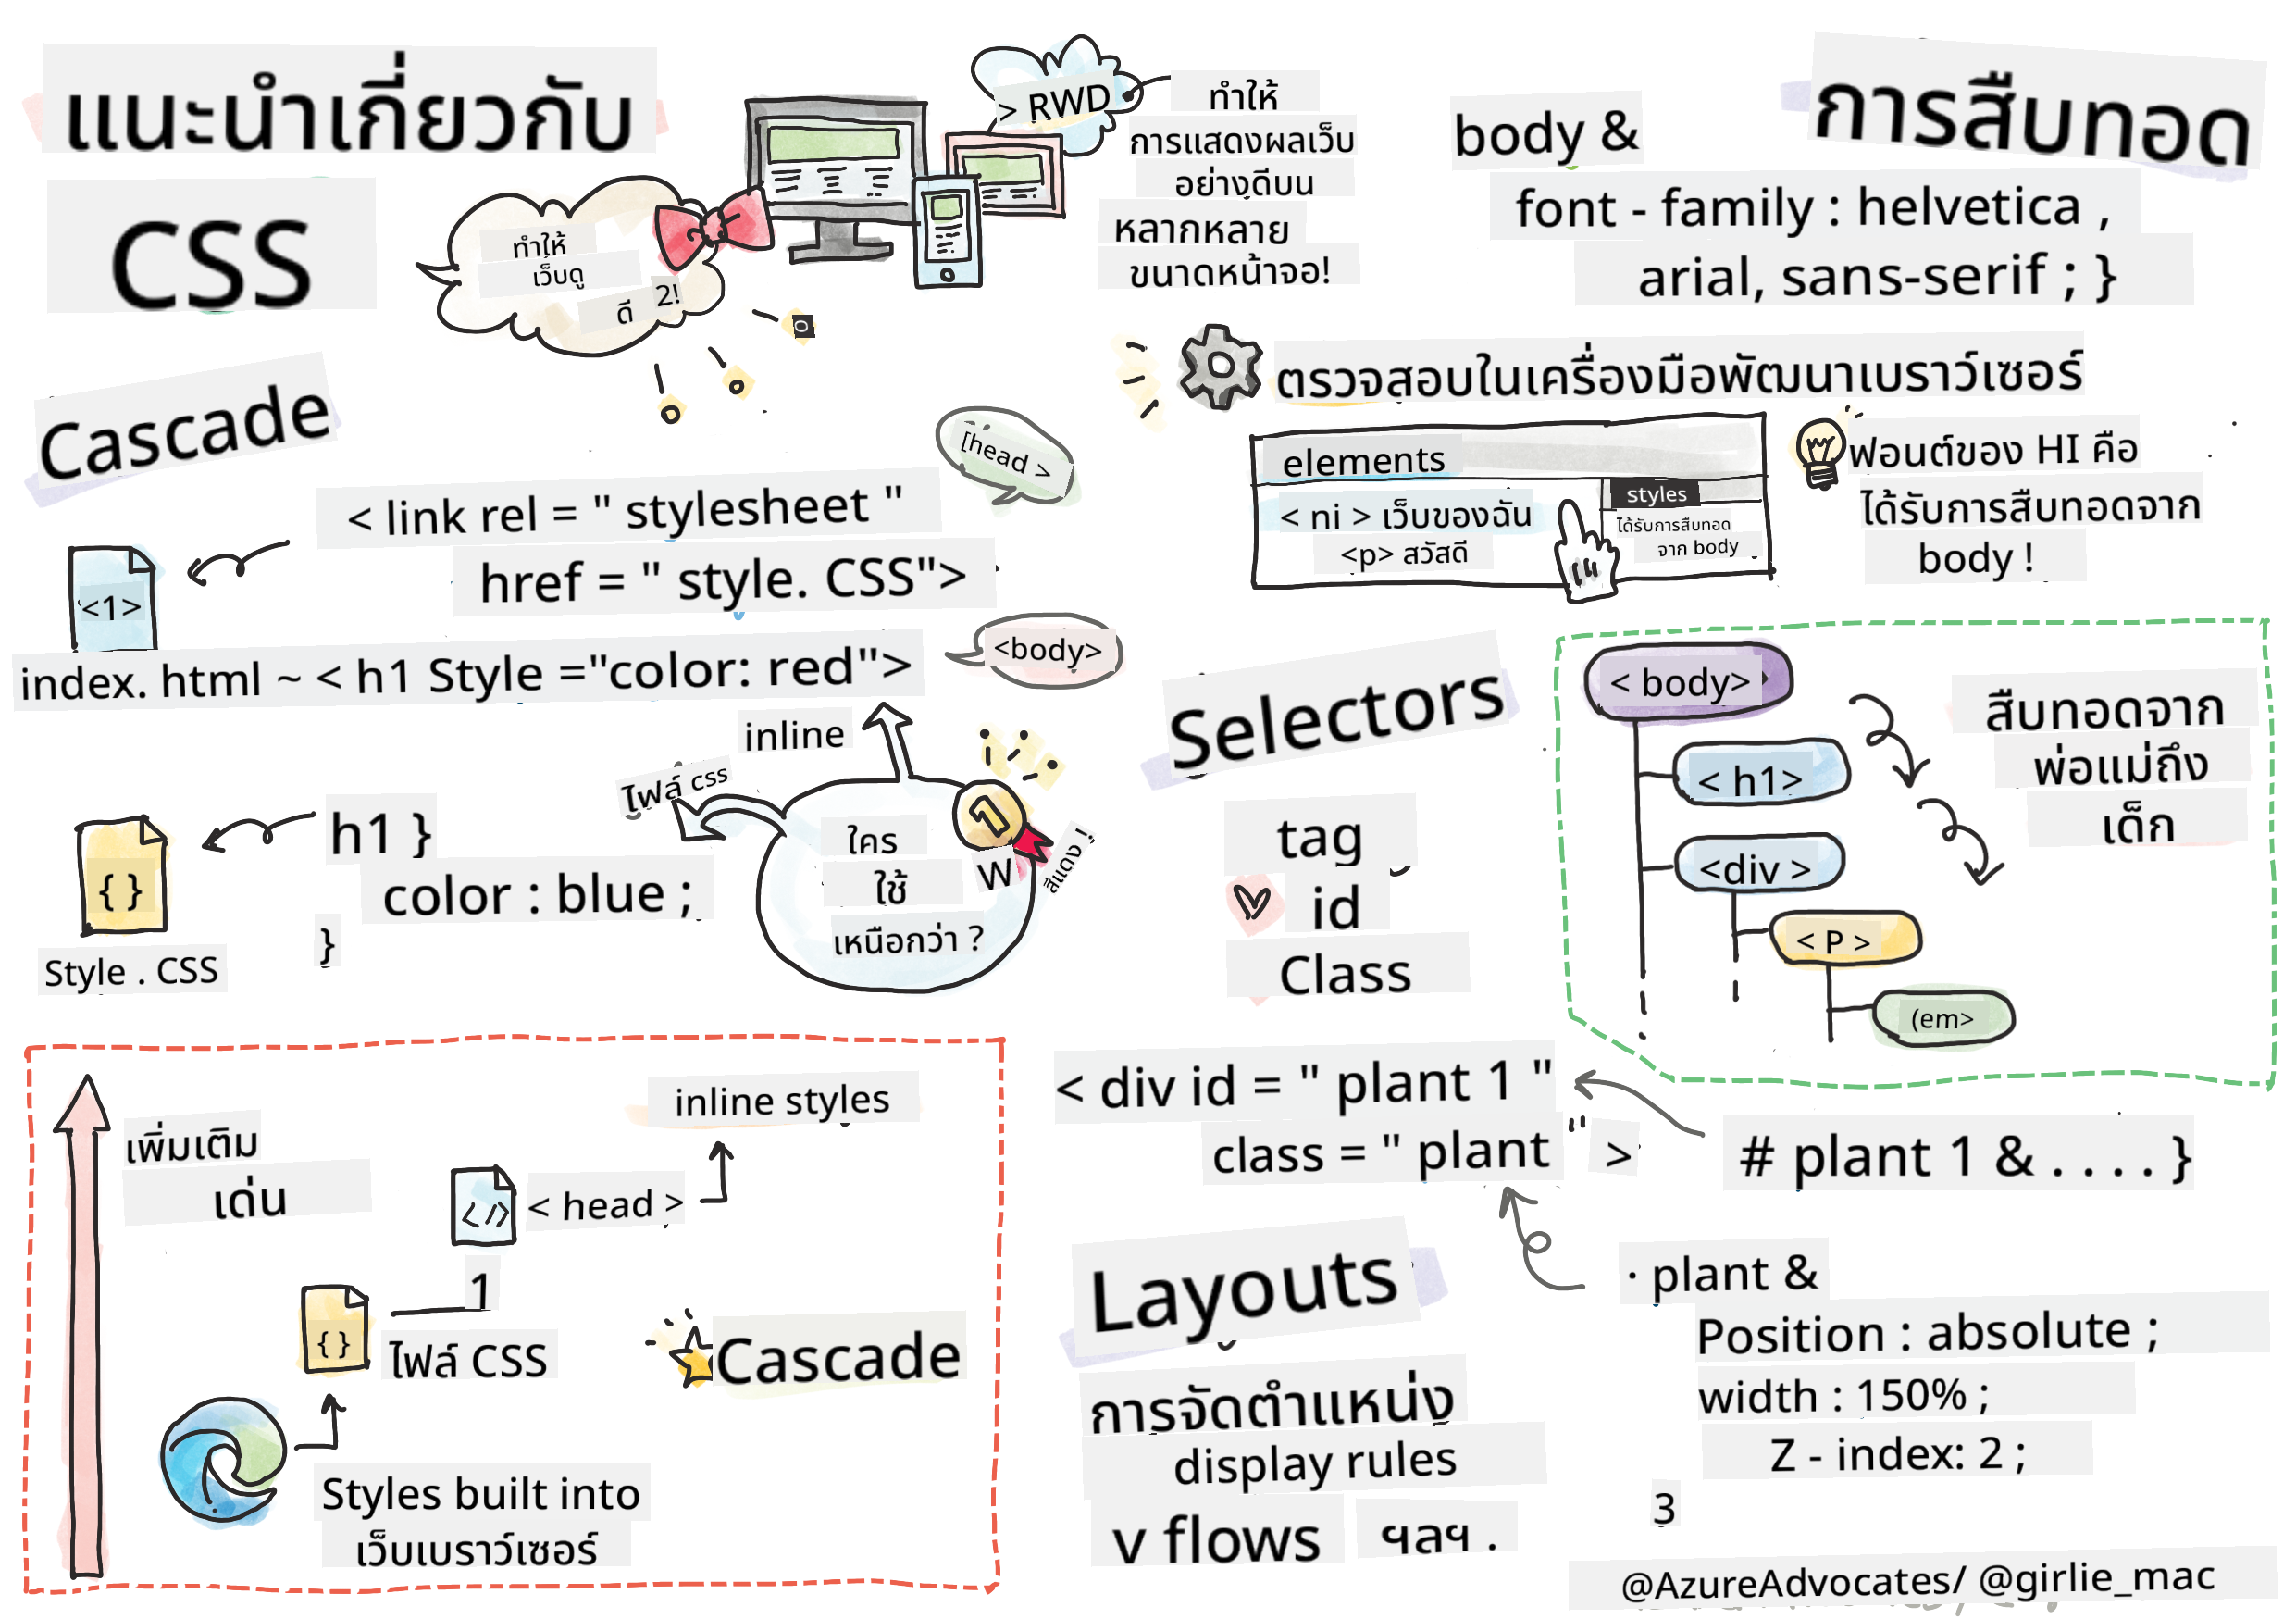 แนะนำเกี่ยวกับ
CSS
ทำให้
เว็บดู
ดี 2!
> RWD
ทำให้
การแสดงผลเว็บ
อย่างดีบน
หลากหลาย
ขนาดหน้าจอ!
Cascade
[head >
< link rel = " stylesheet "
href = " style. CSS">
<1>
index. html ~ < h1 Style ="color: red">
<body>
inline
ไฟล์ css
h1 }
color : blue ;
}
{ }
Style . CSS
ใคร
ใช้
เหนือกว่า ?
1
W
สีแดง !
เพิ่มเติม
เด่น
inline styles
</>
< head >
1
{ }
ไฟล์ CSS
Cascade
Styles built into
เว็บเบราว์เซอร์
การสืบทอด
body &
font - family : helvetica ,
arial, sans-serif ; }
ตรวจสอบในเครื่องมือพัฒนาเบราว์เซอร์
elements
< ni > เว็บของฉัน
<p> สวัสดี
styles
ได้รับการสืบทอด
จาก body
ฟอนต์ของ HI คือ
ได้รับการสืบทอดจาก
body !
Selectors
tag
id
Class
< body>
< h1>
<div >
< P >
(em>
สืบทอดจาก
พ่อแม่ถึง
เด็ก
< div id = " plant 1 "
class = " plant " >
# plant 1 & . . . . }
· plant &
Position : absolute ;
width : 150% ;
Z - index: 2 ;
3
Layouts
การจัดตำแหน่ง
display rules
v flows ฯลฯ .
@AzureAdvocates/ @girlie_mac